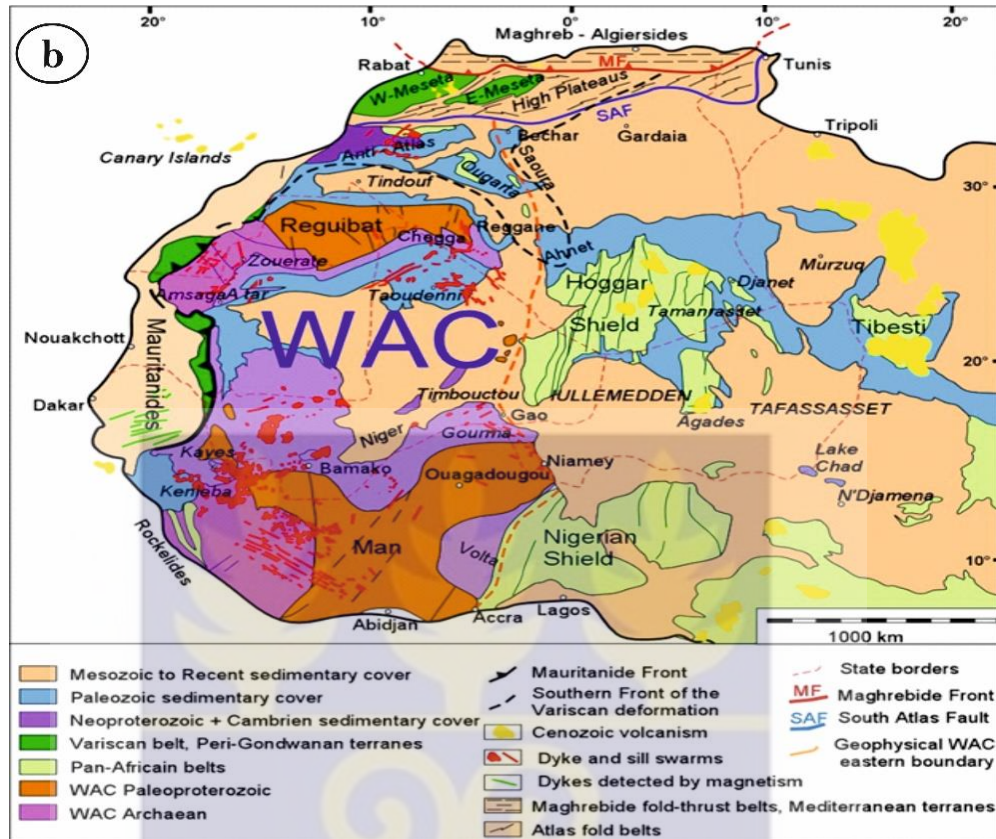 b
20°
10°
0°
10°
20°
Maghreb - Algiersides
Rabat
MF
Tunis
W-Meseta
E-Meseta
High Plateaus
SAF
Tripoli
Canary Islands
Anti-Atlas
Bechar
Gardaia
Saoura
Ougarta
Tindouf
30°
Reguibat
Chegga
Reggane
Ahnet
Zouerate
Murzuq
Amsaga
Atar
Taoudenni
Hoggar
Shield
Djanet
Tamanrasset
Nouakchott
Mauritanides
WAC
Tibesti
20°
Dakar
Timbouctou
IULLEMEDDEN
TAFASSASSET
Gao
Agades
Niger
Gourma
Kayes
Bamako
Ouagadougou
Niamey
Lake
Chad
Kenieba
N'Djamena
Rockelides
Man
Volta
Nigerian
Shield
10°
Abidjan
Accra
Lagos
1000 km
Mesozoic to Recent sedimentary cover
Paleozoic sedimentary cover
Neoproterozoic + Cambrien sedimentary cover
Variscan belt, Peri-Gondwanan terranes
Pan-Africain belts
WAC Paleoproterozoic
WAC Archaean
Mauritanide Front
Southern Front of the
Variscan deformation
Cenozoic volcanism
Dyke and sill swarms
Dykes detected by magnetism
Maghrebide fold-thrust belts, Mediterranean terranes
Atlas fold belts
State borders
MF Maghrebide Front
SAF South Atlas Fault
Geophysical WAC
eastern boundary